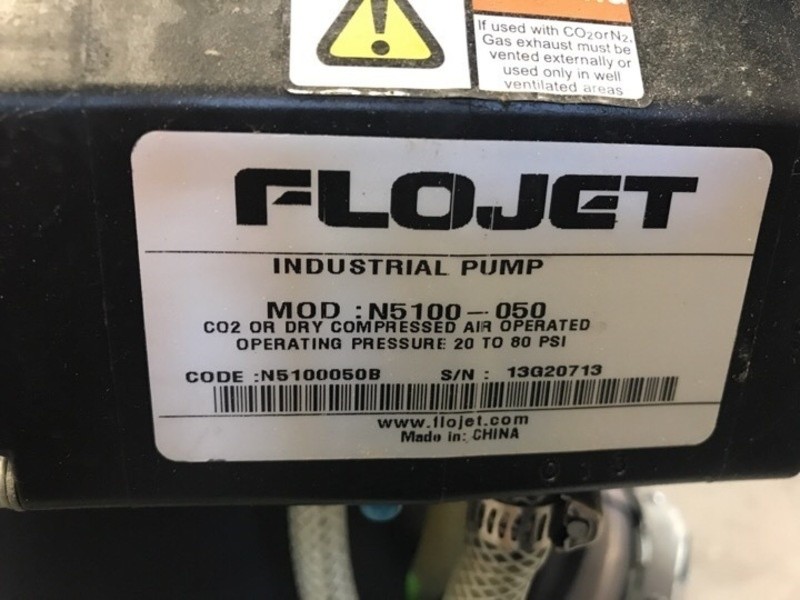 If used with CO2 or N2,
Gas exhaust must be
vented externally or
used only in well
ventilated areas
FLOJET
INDUSTRIAL PUMP
MOD :N5100-050
CO2 OR DRY COMPRESSED AIR OPERATED
OPERATING PRESSURE 20 TO 80 PSI
CODE :N5100050B S/N : 13G20713
www.flojet.com
Made in: CHINA